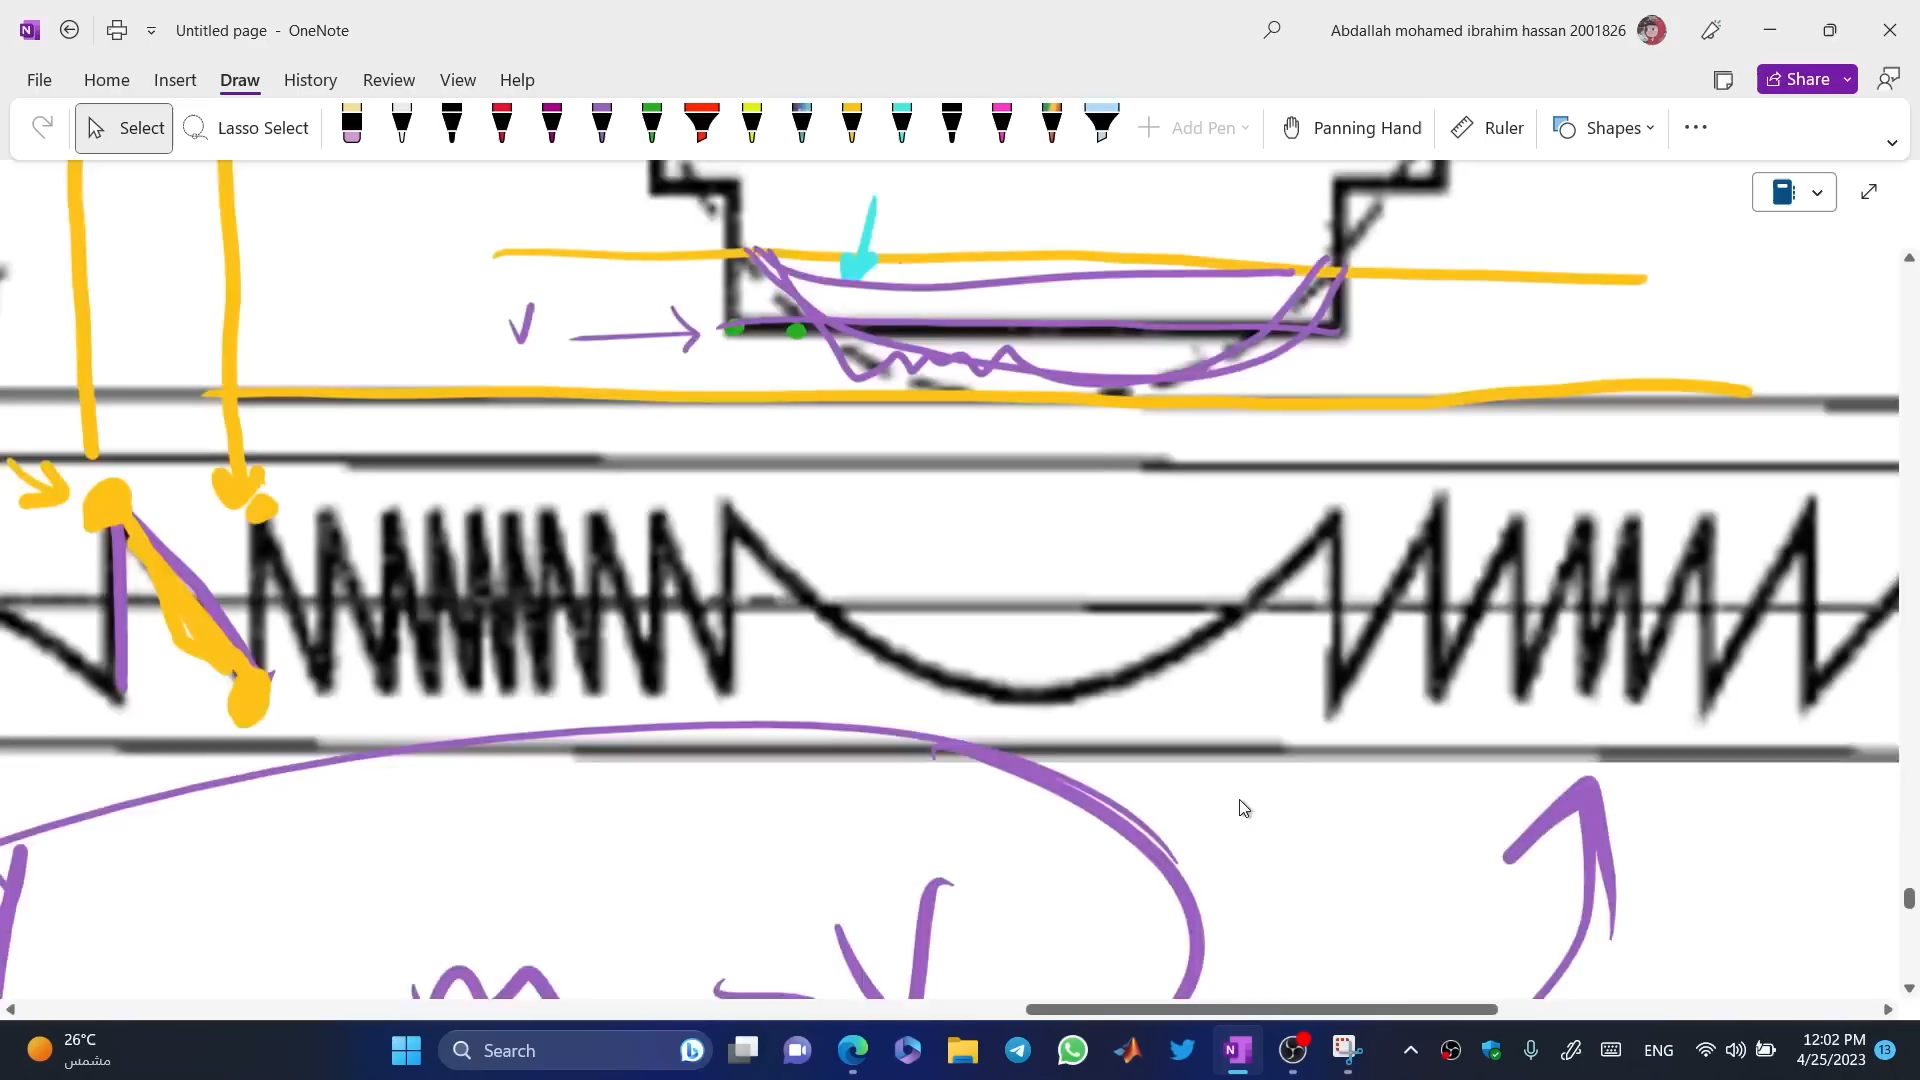 Untitled page - OneNote
Abdallah mohamed ibrahim hassan 2001826
File Home Insert Draw History Review View Help
Share
Select Lasso Select Add Pen Panning Hand Ruler Shapes
V
m
V
26°C
مشمس
Search
ENG
12:02 PM
4/25/2023
13